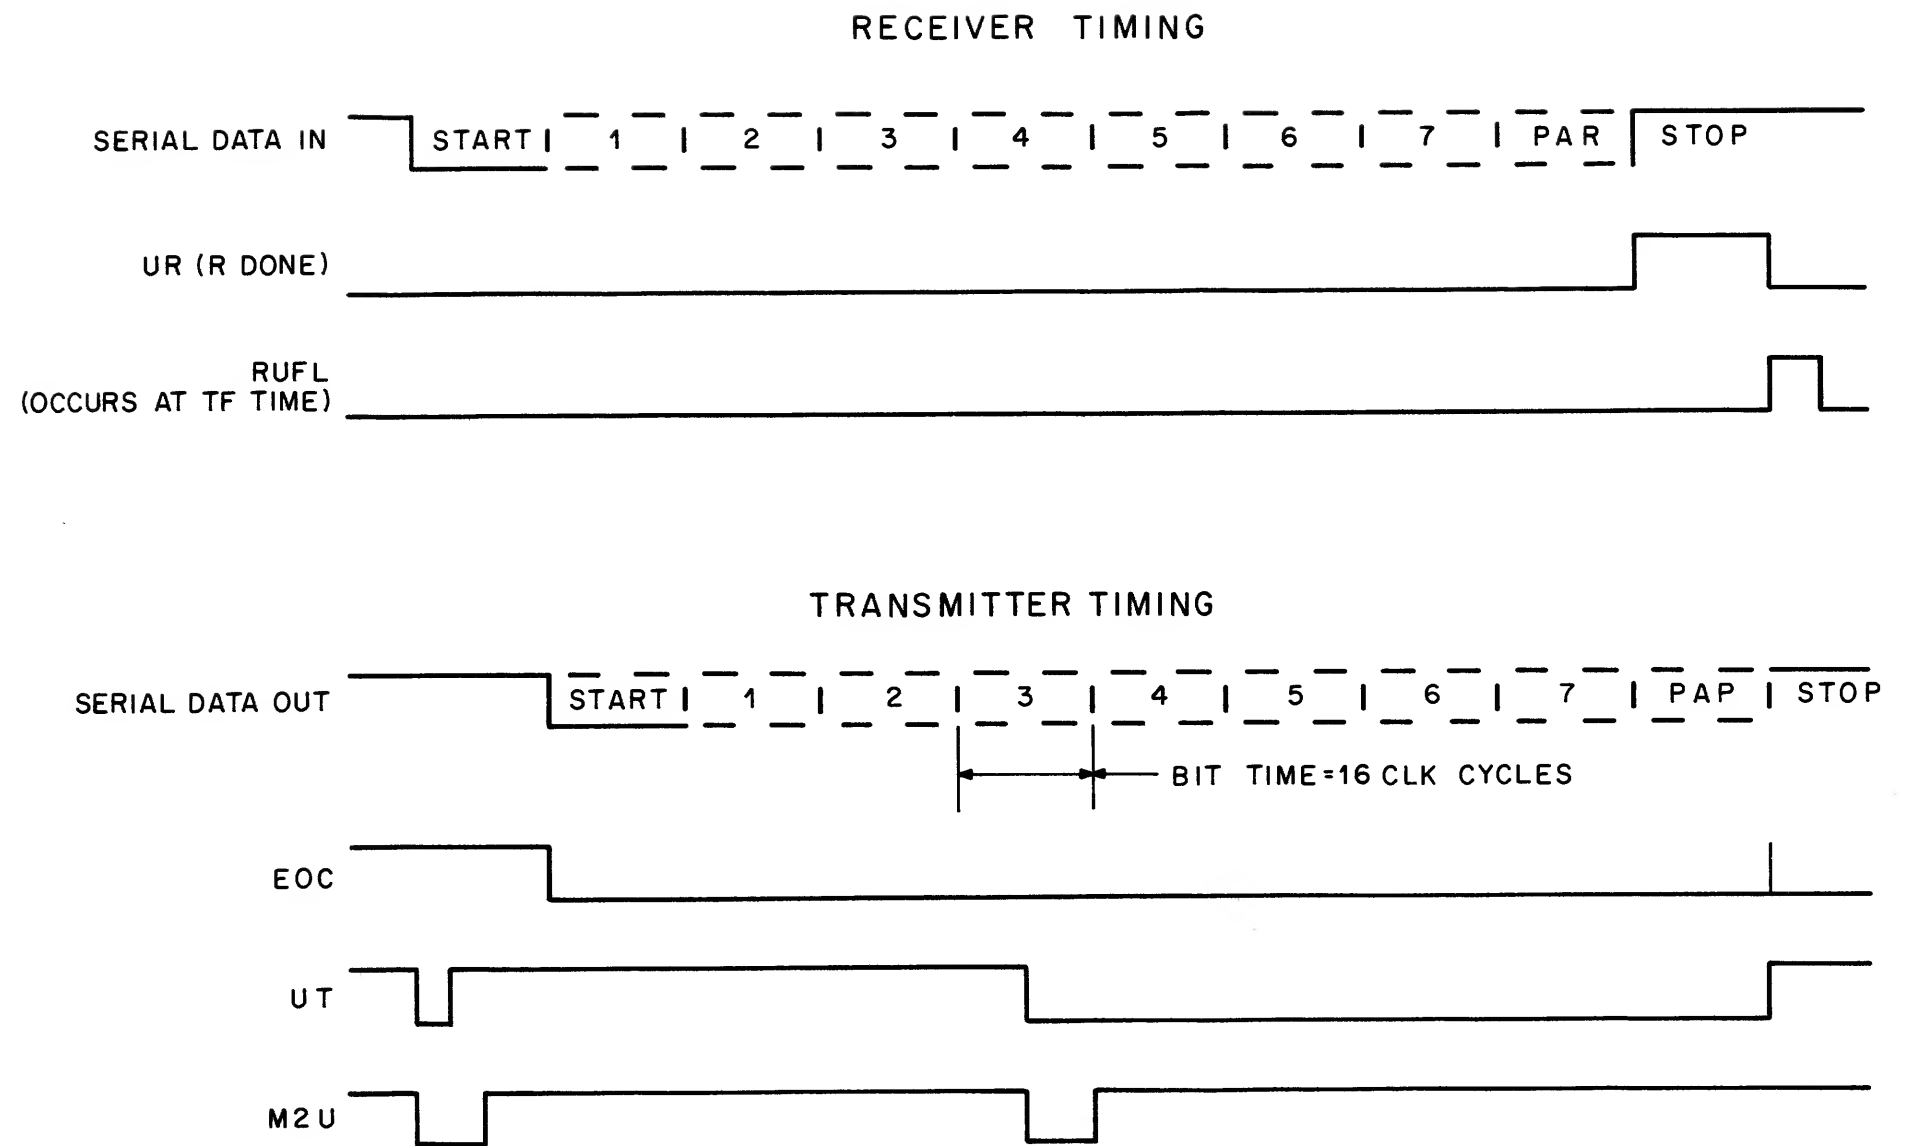 RECEIVER TIMING
SERIAL DATA IN
START 1 2 3 4 5 6 7 PAR STOP
UR (R DONE)
RUFL
(OCCURS AT TF TIME)
TRANSMITTER TIMING
SERIAL DATA OUT
START 1 2 3 4 5 6 7 PAP STOP
BIT TIME=16 CLK CYCLES
EOC
UT
M2U